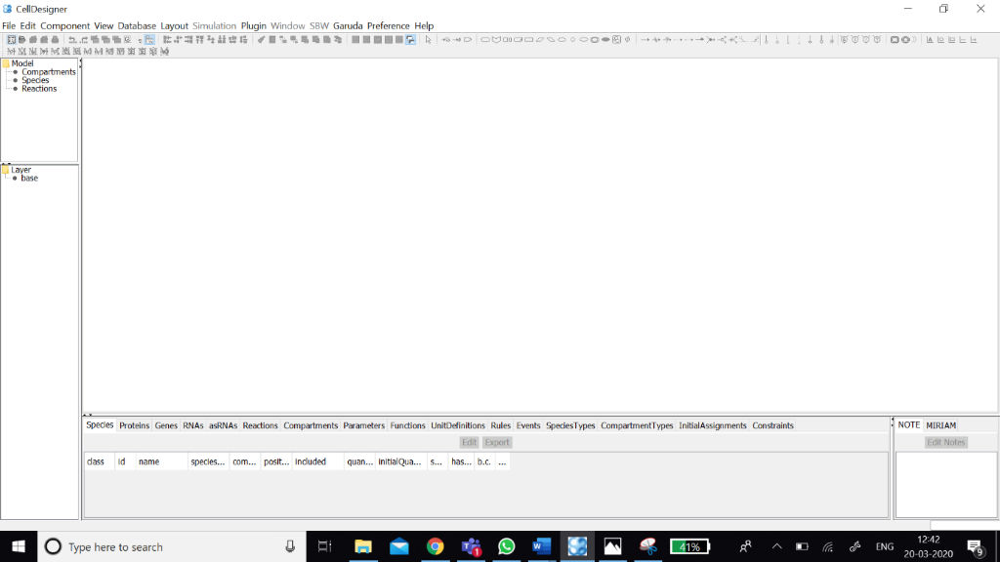 CellDesigner
File Edit Component View Database Layout Simulation Plugin Window SBW Garuda Preference Help
Model
Compartments
Species
Reactions
Layer
base
Species Proteins Genes RNAs asRNAs Reactions Compartments Parameters Functions UnitDefinitions Rules Events SpeciesTypes CompartmentTypes InitialAssignments Constraints
NOTE MIRIAM
Edit Export
Edit Notes
class id name species... com... posit... included quan... initialQua... s... has... b.c. ...
Type here to search
1
W
41%
ENG
12:42
20-03-2020
9